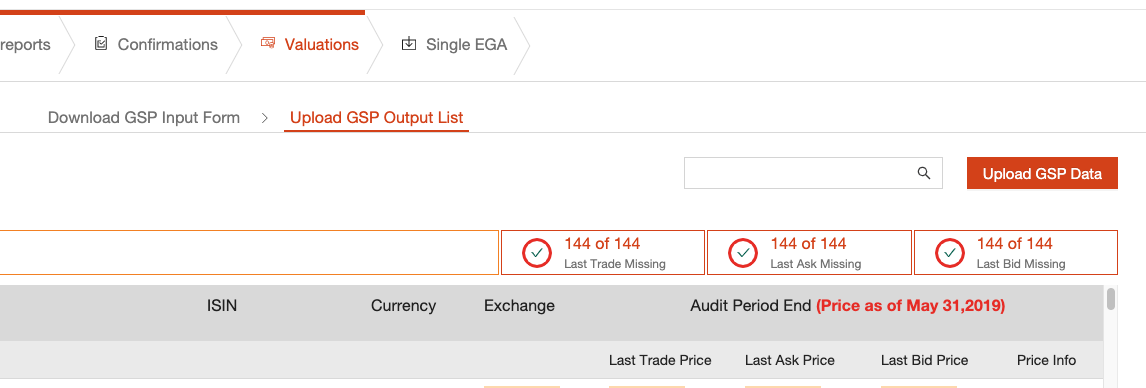 reports Confirmations Valuations Single EGA
Download GSP Input Form Upload GSP Output List
Upload GSP Data
144 of 144 144 of 144 144 of 144
Last Trade Missing Last Ask Missing Last Bid Missing
ISIN Currency Exchange Audit Period End (Price as of May 31,2019)
Last Trade Price Last Ask Price Last Bid Price Price Info